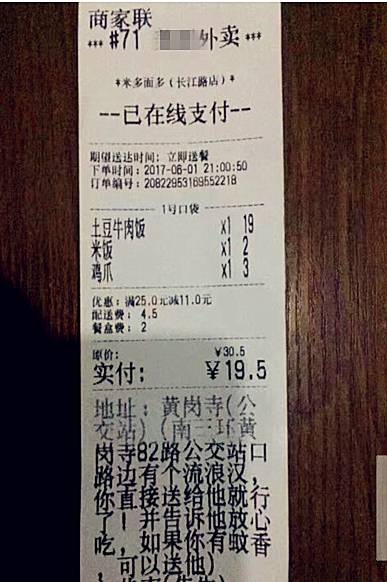 商家联
*** #71 外卖 ***
*米多面多(长江路店)*
--已在线支付--
期望送达时间: 立即送餐
下单时间: 2017-06-01 21:00:50
订单编号: 20822953169552218
1号口袋
土豆牛肉饭 x1 19
米饭 x1 2
鸡爪 x1 3
优惠: 满25.0元减11.0元
配送费: 4.5
餐盒费: 2
原价: ￥30.5
实付: ￥19.5
地址: 黄岗寺(公
交站) (南三环黄
岗寺82路公交站口
路边有个流浪汉,
你直接送给他就行
了! 并告诉他放心
吃,如果你有蚊香
,可以送他)